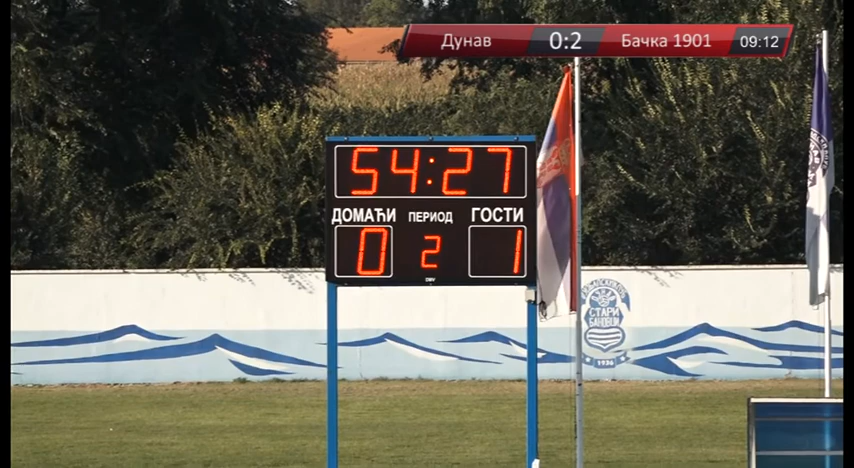 Дунав 0:2 Бачка 1901 09:12
54:27
ДОМАЋИ ПЕРИОД ГОСТИ
0 2 1
СТАРИ
БАНОВЦИ
1936